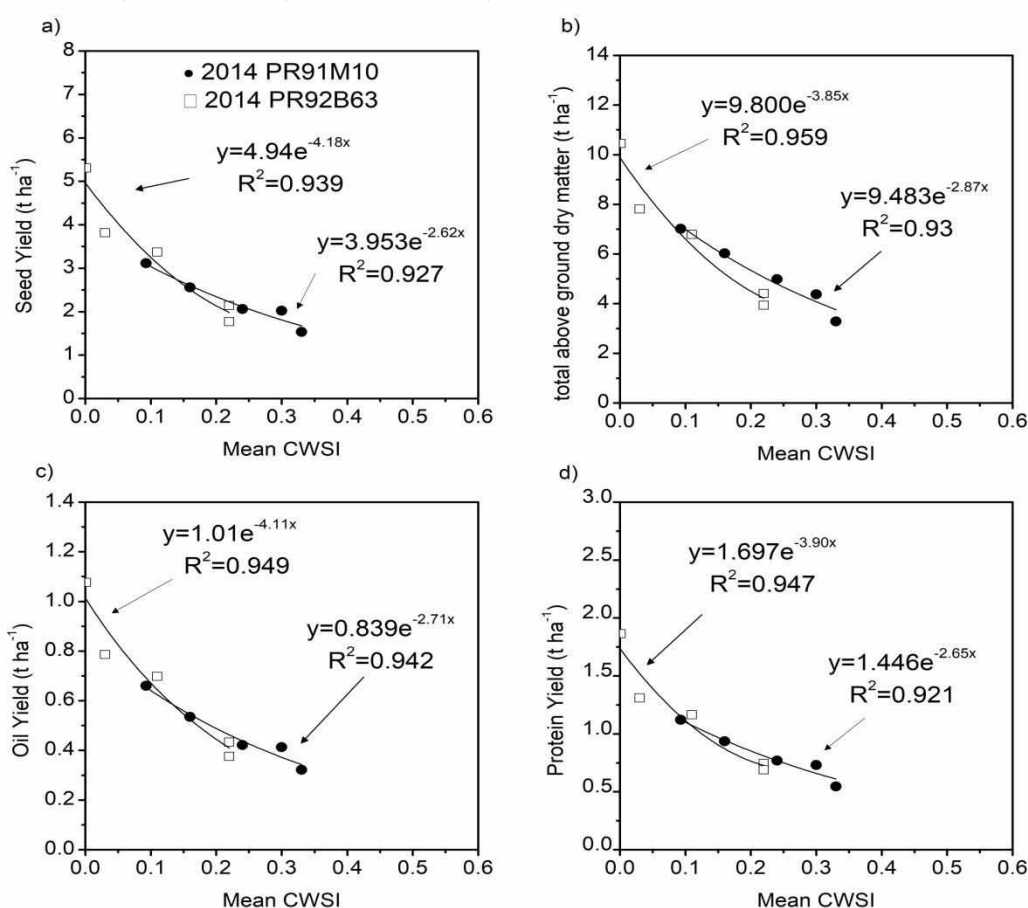 a)
Seed Yield (t ha⁻¹)
8
7
6
5
4
3
2
1
0
● 2014 PR91M10
□ 2014 PR92B63
y=4.94e⁻⁴·¹⁸ˣ
R²=0.939
y=3.953e⁻²·⁶²ˣ
R²=0.927
0.0 0.1 0.2 0.3 0.4 0.5 0.6
Mean CWSI
b)
total above ground dry matter (t ha⁻¹)
14
12
10
8
6
4
2
0
y=9.800e⁻³·⁸⁵ˣ
R²=0.959
y=9.483e⁻²·⁸⁷ˣ
R²=0.93
0.0 0.1 0.2 0.3 0.4 0.5 0.6
Mean CWSI
c)
Oil Yield (t ha⁻¹)
1.4
1.2
1.0
0.8
0.6
0.4
0.2
0.0
y=1.01e⁻⁴·¹¹ˣ
R²=0.949
y=0.839e⁻²·⁷¹ˣ
R²=0.942
0.0 0.1 0.2 0.3 0.4 0.5 0.6
Mean CWSI
d)
Protein Yield (t ha⁻¹)
3.0
2.5
2.0
1.5
1.0
0.5
0.0
y=1.697e⁻³·⁹⁰ˣ
R²=0.947
y=1.446e⁻²·⁶⁵ˣ
R²=0.921
0.0 0.1 0.2 0.3 0.4 0.5 0.6
Mean CWSI